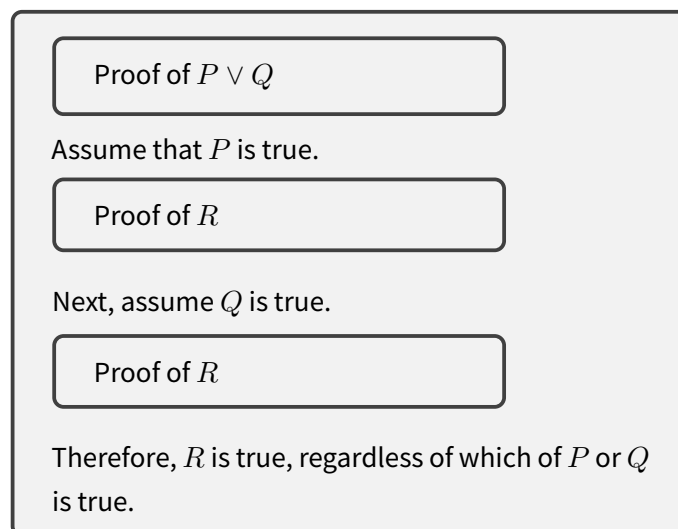 Proof of P ∨ Q
Assume that P is true.
Proof of R
Next, assume Q is true.
Proof of R
Therefore, R is true, regardless of which of P or Q
is true.